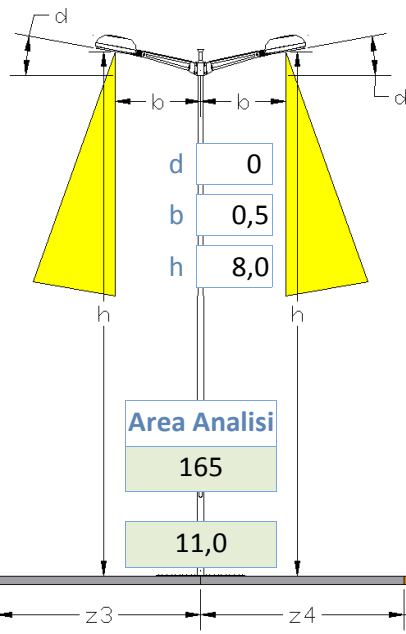 d
d
b b
d 0
b 0,5
h 8,0
h h
Area Analisi
165
11,0
z3 z4